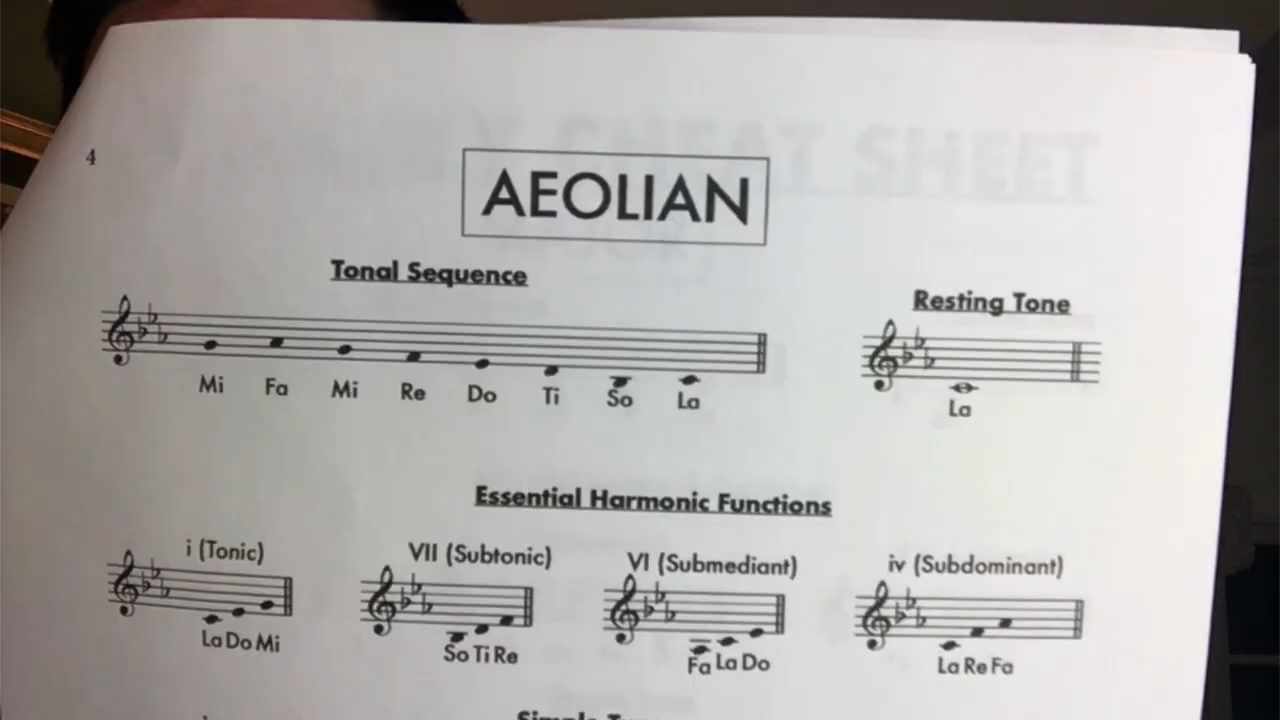 4
AEOLIAN
Tonal Sequence
Resting Tone
Mi Fa Mi Re Do Ti So La
La
Essential Harmonic Functions
i (Tonic) VII (Subtonic) VI (Submediant) iv (Subdominant)
La Do Mi So Ti Re Fa La Do La Re Fa